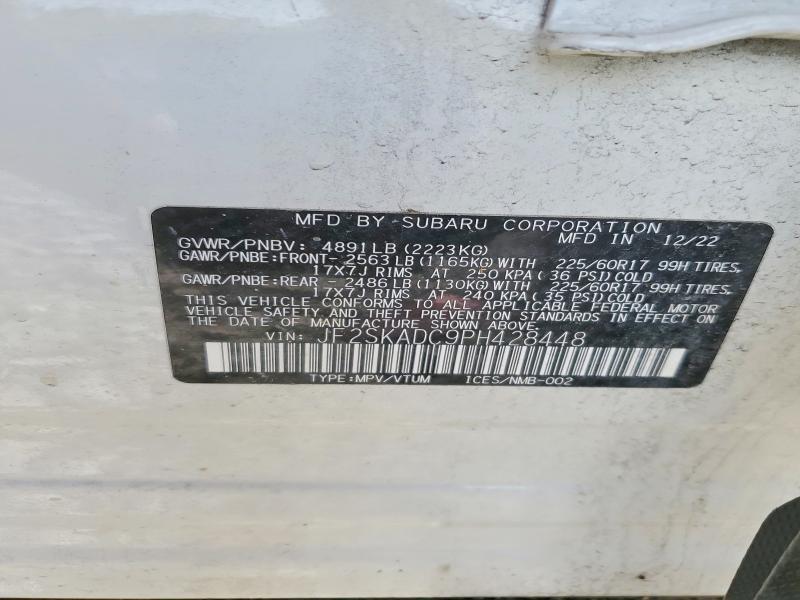 MFD BY SUBARU CORPORATION
MFD IN 12/22
GVWR/PNBV: 4891LB (2223KG)
GAWR/PNBE:FRONT- 2563LB (1165KG) WITH 225/60R17 99H TIRES,
17X7J RIMS AT 250 KPA( 36 PSI)COLD
GAWR/PNBE:REAR - 2486LB (1130KG) WITH 225/60R17 99H TIRES,
17X7J RIMS AT 240 KPA( 35 PSI)COLD
THIS VEHICLE CONFORMS TO ALL APPLICABLE FEDERAL MOTOR
VEHICLE SAFETY AND THEFT PREVENTION STANDARDS IN EFFECT ON
THE DATE OF MANUFACTURE SHOWN ABOVE.
VIN: JF2SKADC9PH428448
TYPE:MPV/VTUM ICES/NMB-002